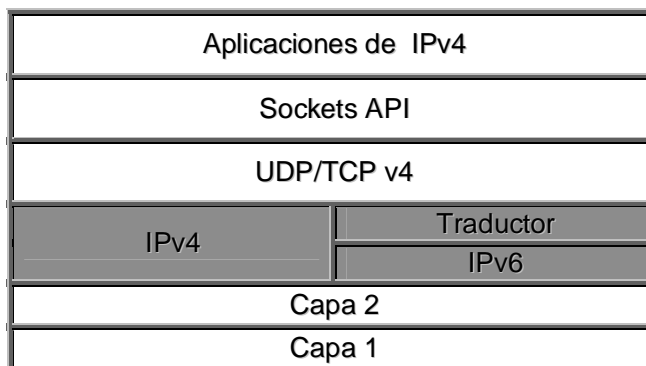 Aplicaciones de IPv4
Sockets API
UDP/TCP v4
IPv4
Traductor
IPv6
Capa 2
Capa 1